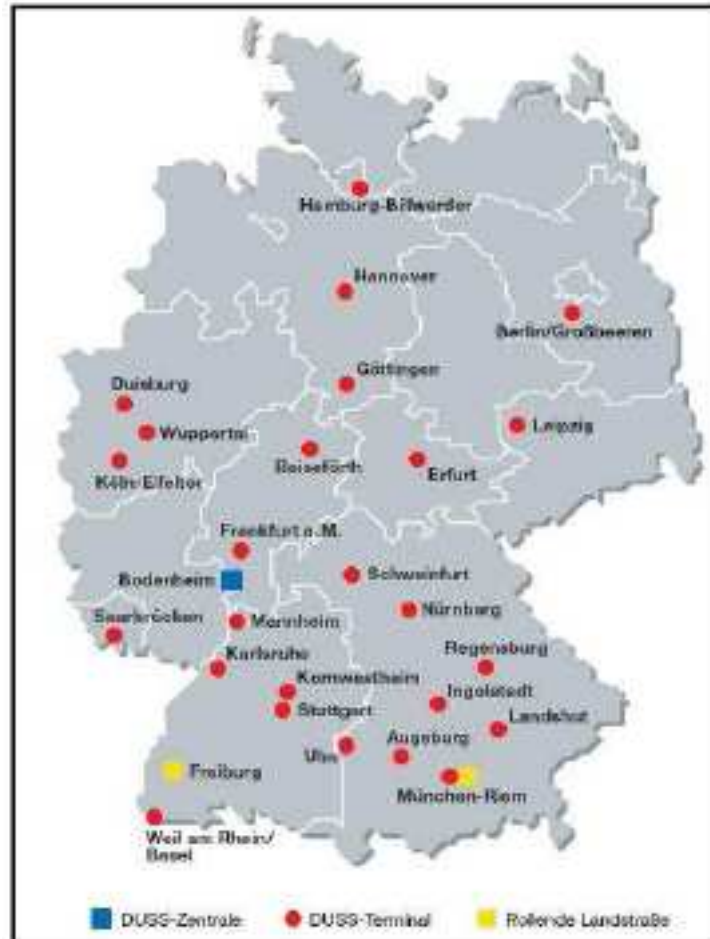 Hamburg-Billwerder
Hannover
Berlin/Großbeeren
Göttingen
Duisburg
Wuppertal
Leipzig
Beiseförth
Erfurt
Köln-Eifeltor
Frankfurt a.M.
Bodenheim
Schweinfurt
Nürnberg
Saarbrücken
Mannheim
Karlsruhe
Regensburg
Kornwestheim
Ingolstadt
Stuttgart
Landshut
Augsburg
Ulm
Freiburg
München-Riem
Weil am Rhein/
Basel
DUSS-Zentrale
DUSS-Terminal
Rollende Landstraße